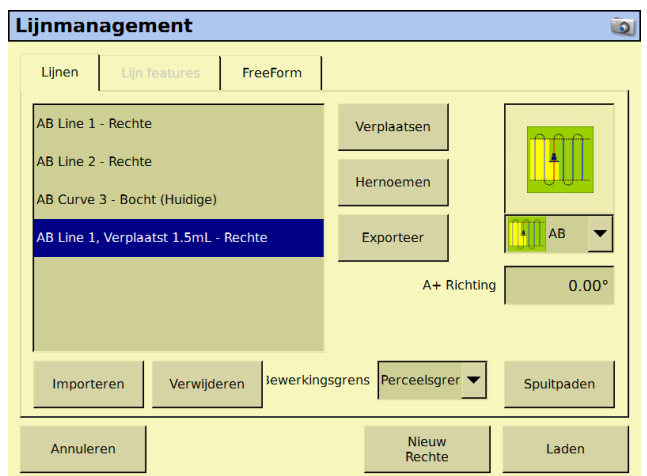 Lijnmanagement
Lijnen
Lijn features
FreeForm
AB Line 1 - Rechte
AB Line 2 - Rechte
AB Curve 3 - Bocht (Huidige)
AB Line 1, Verplaatst 1.5mL - Rechte
Verplaatsen
Hernoemen
Exporteer
AB
A+ Richting
0.00°
Importeren
Verwijderen
Bewerkingsgrens
Perceelsgrer
Spuitpaden
Annuleren
Nieuw
Rechte
Laden